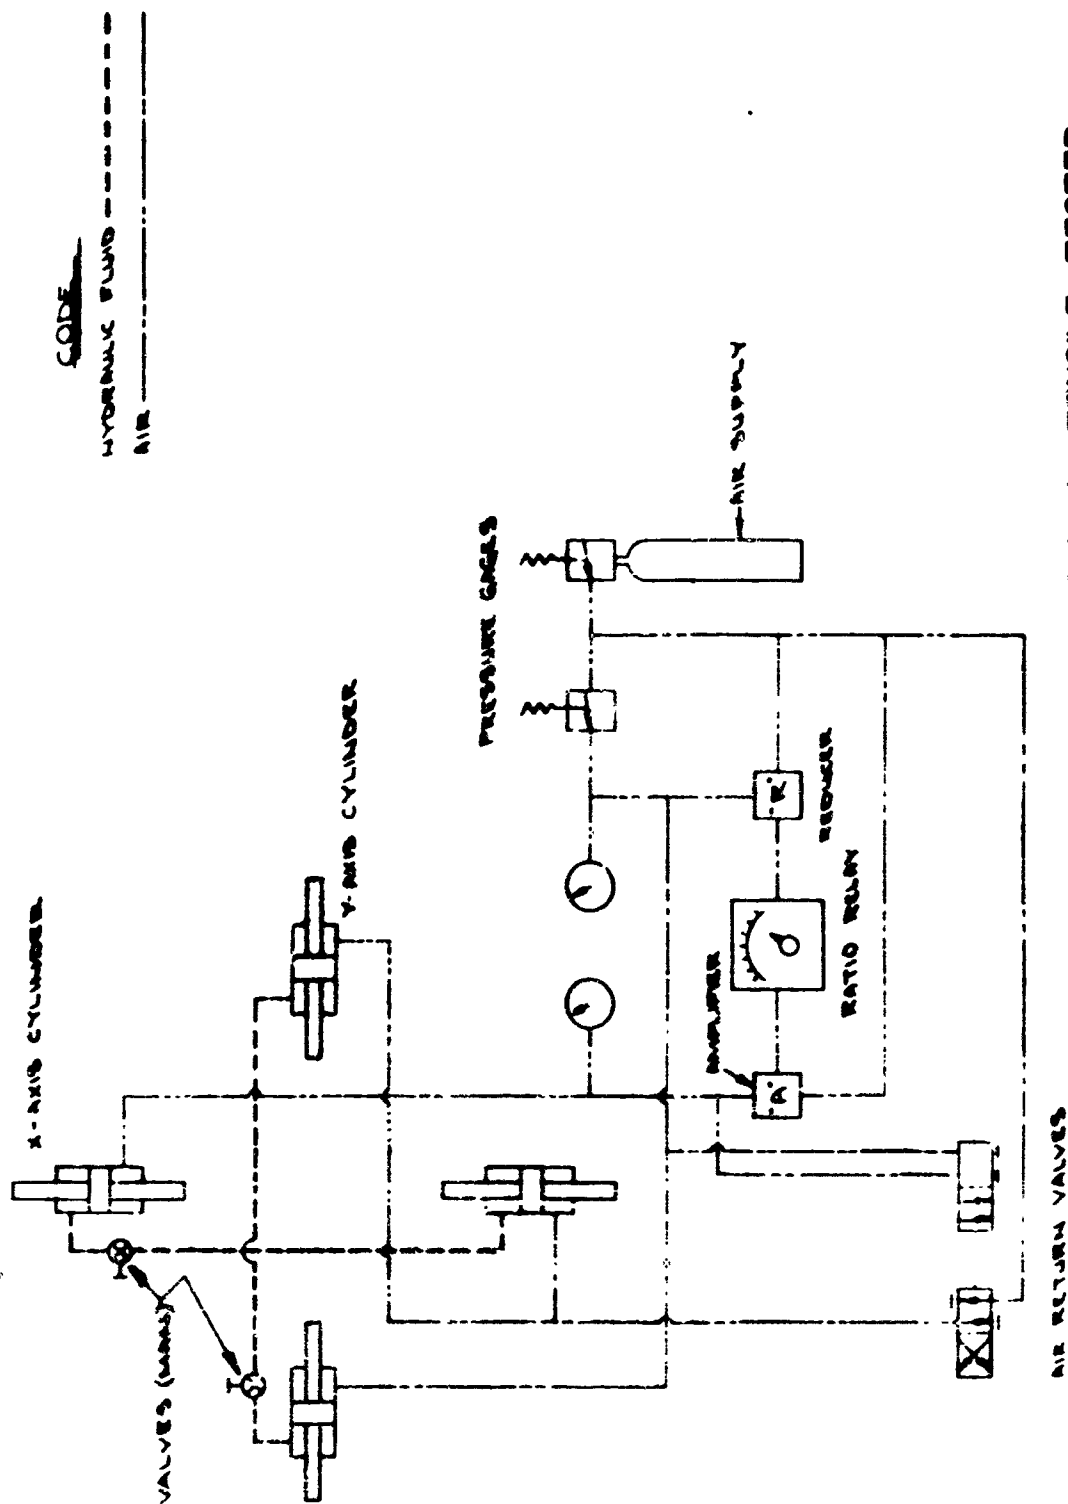 CODE
HYDRAULIC FLUID
AIR
X-AXIS CYLINDER
Y-AXIS CYLINDER
PRESSURE GAGES
AIR SUPPLY
REDUCER
"R"
RATIO RELAY
AMPLIFIER
"A"
VALVES
AIR RETURN VALVES